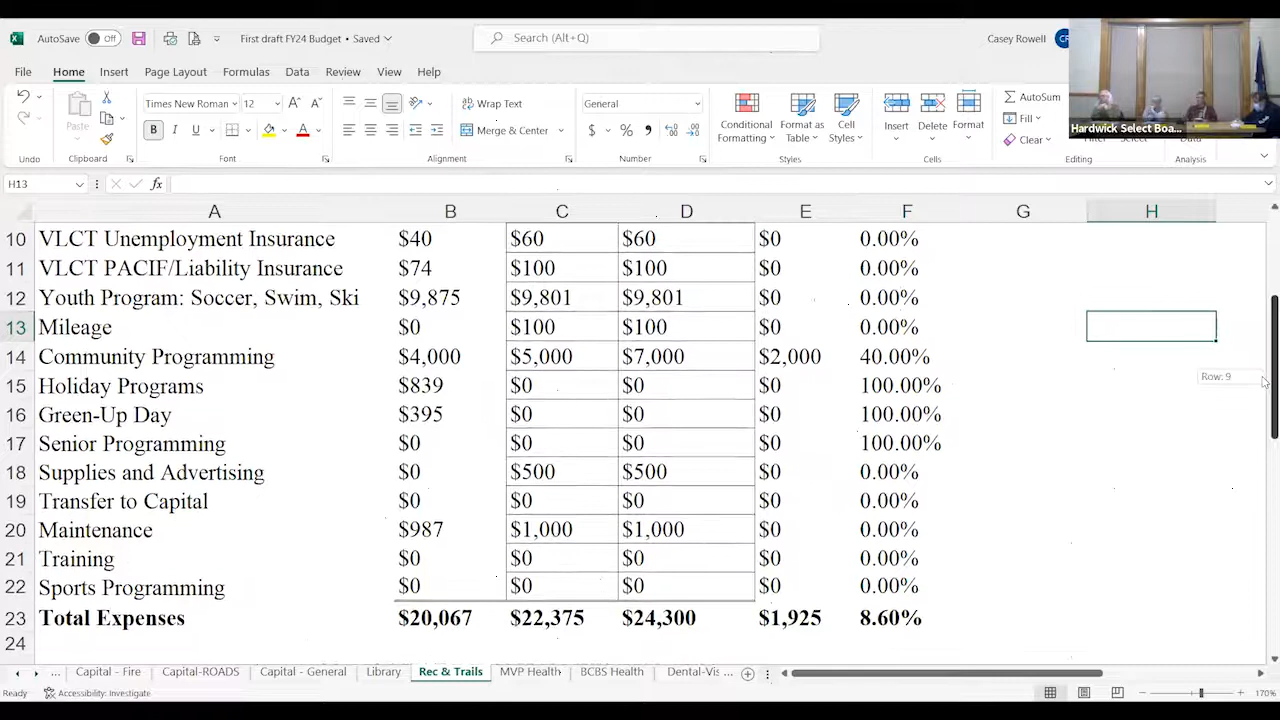 AutoSave Off First draft FY24 Budget • Saved Search (Alt+Q) Casey Rowell CR
File Home Insert Page Layout Formulas Data Review View Help
Times New Roman 12 Wrap Text General AutoSum
Paste B I U A Merge & Center $ % Conditional Formatting Format as Table Cell Styles Insert Delete Format Fill Clear
Hardwick Select Boa...
Undo Clipboard Font Alignment Number Styles Cells Editing Analysis
H13 fx
A B C D E F G H
10 VLCT Unemployment Insurance $40 $60 $60 $0 0.00%
11 VLCT PACIF/Liability Insurance $74 $100 $100 $0 0.00%
12 Youth Program: Soccer, Swim, Ski $9,875 $9,801 $9,801 $0 0.00%
13 Mileage $0 $100 $100 $0 0.00%
14 Community Programming $4,000 $5,000 $7,000 $2,000 40.00%
15 Holiday Programs $839 $0 $0 $0 100.00%
Row: 9
16 Green-Up Day $395 $0 $0 $0 100.00%
17 Senior Programming $0 $0 $0 $0 100.00%
18 Supplies and Advertising $0 $500 $500 $0 0.00%
19 Transfer to Capital $0 $0 $0 $0 0.00%
20 Maintenance $987 $1,000 $1,000 $0 0.00%
21 Training $0 $0 $0 $0 0.00%
22 Sports Programming $0 $0 $0 $0 0.00%
23 Total Expenses $20,067 $22,375 $24,300 $1,925 8.60%
24
... Capital - Fire Capital-ROADS Capital - General Library Rec & Trails MVP Health BCBS Health Dental-Vis ...
Ready Accessibility: Investigate 170%